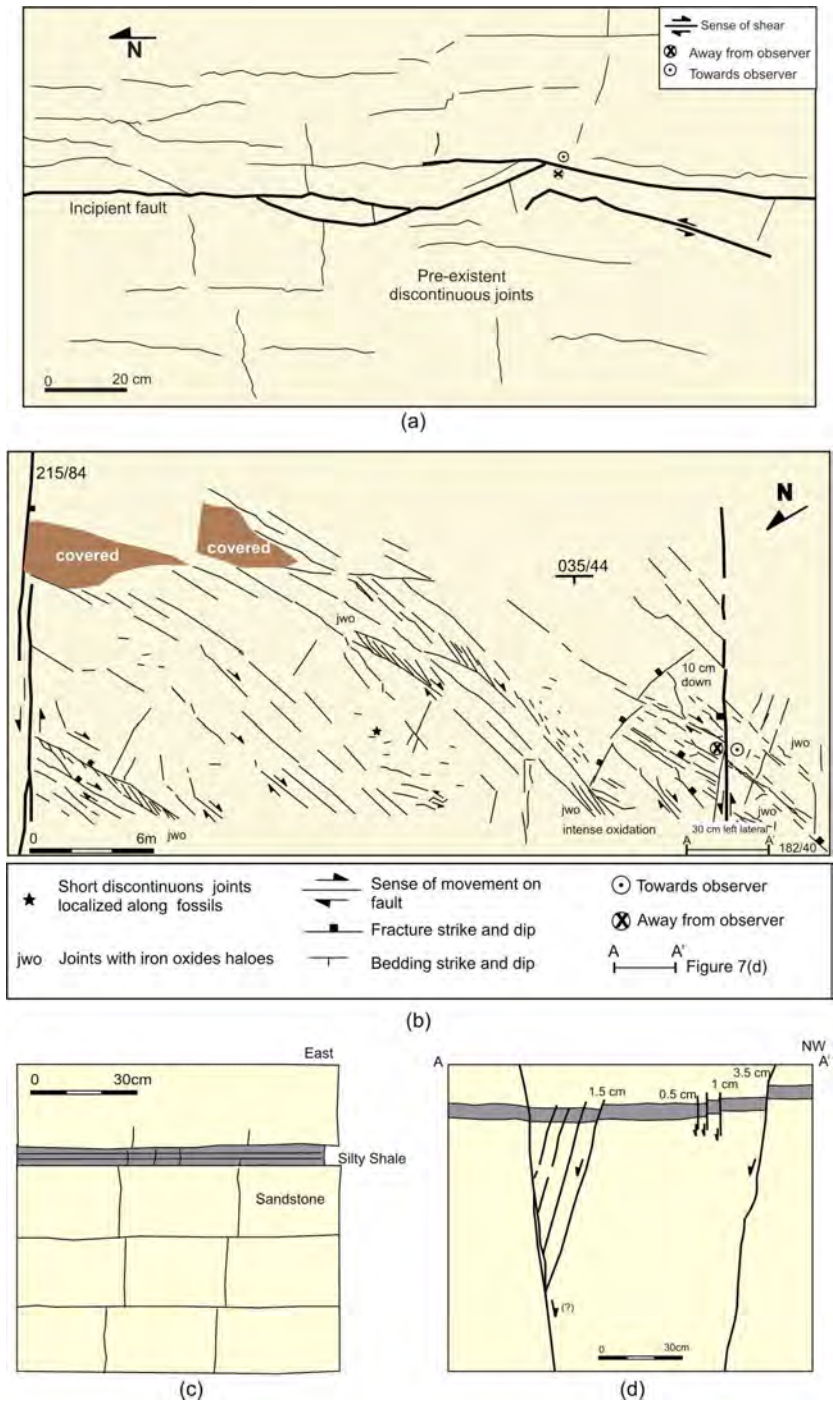 N
Sense of shear
Away from observer
Towards observer
Incipient fault
Pre-existent
discontinuous joints
0 20 cm
(a)
215/84
N
covered
covered
035/44
jwo
10 cm
down
jwo
jwo
jwo
intense oxidation
jwo
30 cm left lateral
A A'
182/40
0 6m
jwo
Short discontinuons joints
localized along fossils
jwo Joints with iron oxides haloes
Sense of movement on
fault
Fracture strike and dip
Bedding strike and dip
Towards observer
Away from observer
A A'
Figure 7(d)
(b)
East
0 30cm
Silty Shale
Sandstone
(c)
NW
A A'
3.5 cm
1 cm
0.5 cm
1.5 cm
(?)
0 30cm
(d)